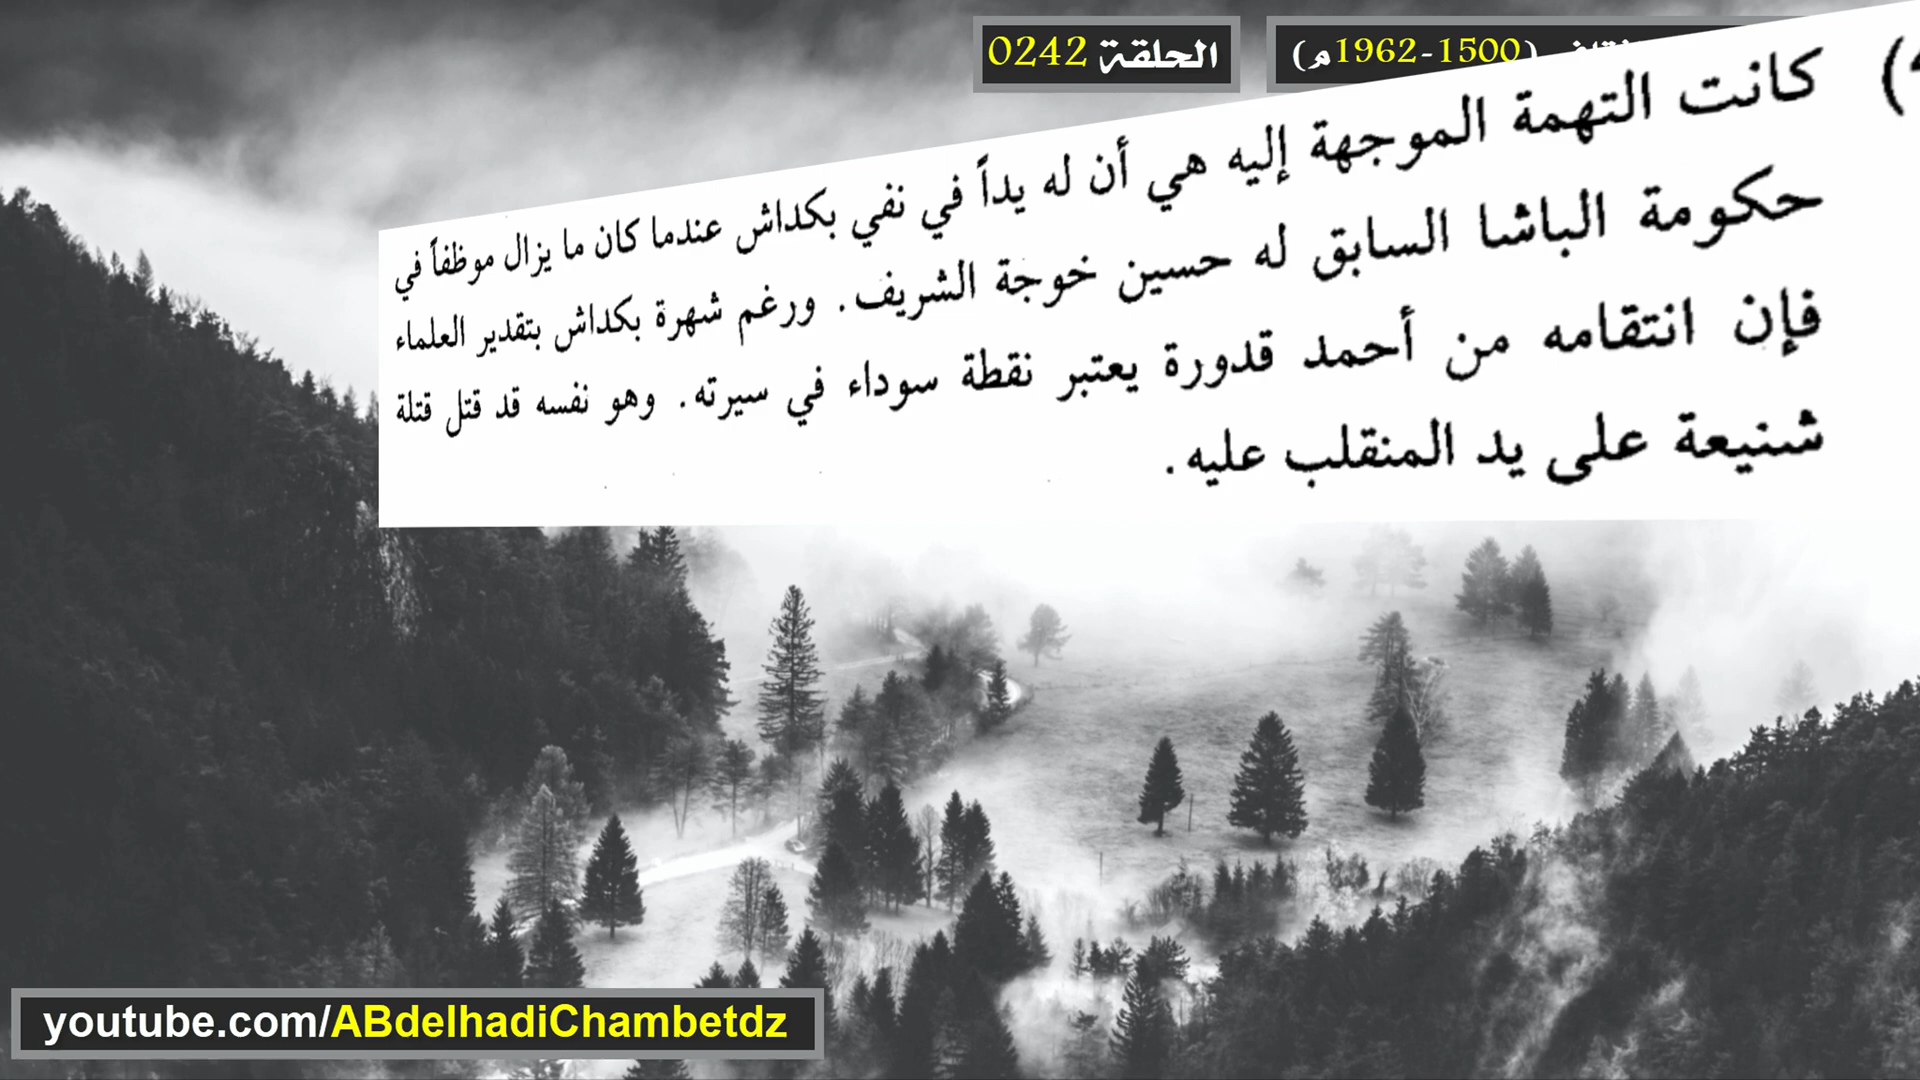 الحلقة 0242
(1500-1962م)
كانت التهمة الموجهة إليه هي أن له يداً في نفي بكداش عندما كان ما يزال موظفاً في
حكومة الباشا السابق له حسين خوجة الشريف. ورغم شهرة بكداش بتقدير العلماء
فإن انتقامه من أحمد قدورة يعتبر نقطة سوداء في سيرته. وهو نفسه قد قتل قتلة
شنيعة على يد المنقلب عليه.
youtube.com/ABdelhadiChambetdz